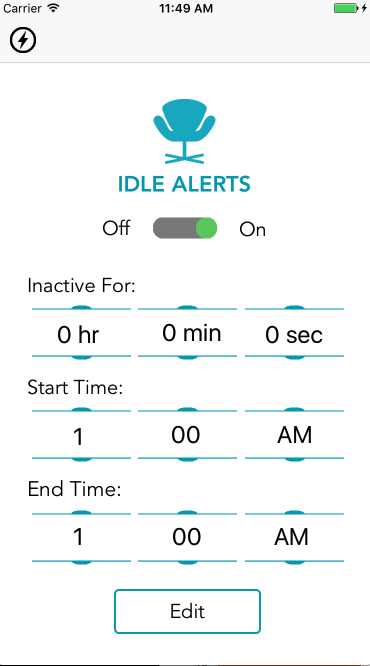 Carrier 11:49 AM
IDLE ALERTS
Off On
Inactive For:
0 hr 0 min 0 sec
Start Time:
1 00 AM
End Time:
1 00 AM
Edit